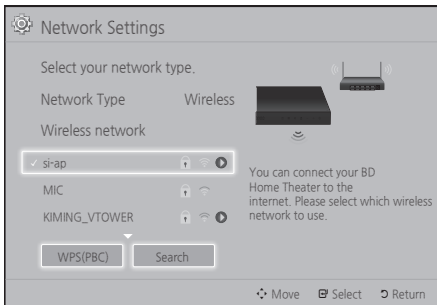 Network Settings
Select your network type.
Network Type Wireless
Wireless network
si-ap
MIC
KIMING_VTOWER
WPS(PBC) Search
You can connect your BD
Home Theater to the
internet. Please select which wireless
network to use.
Move Select Return